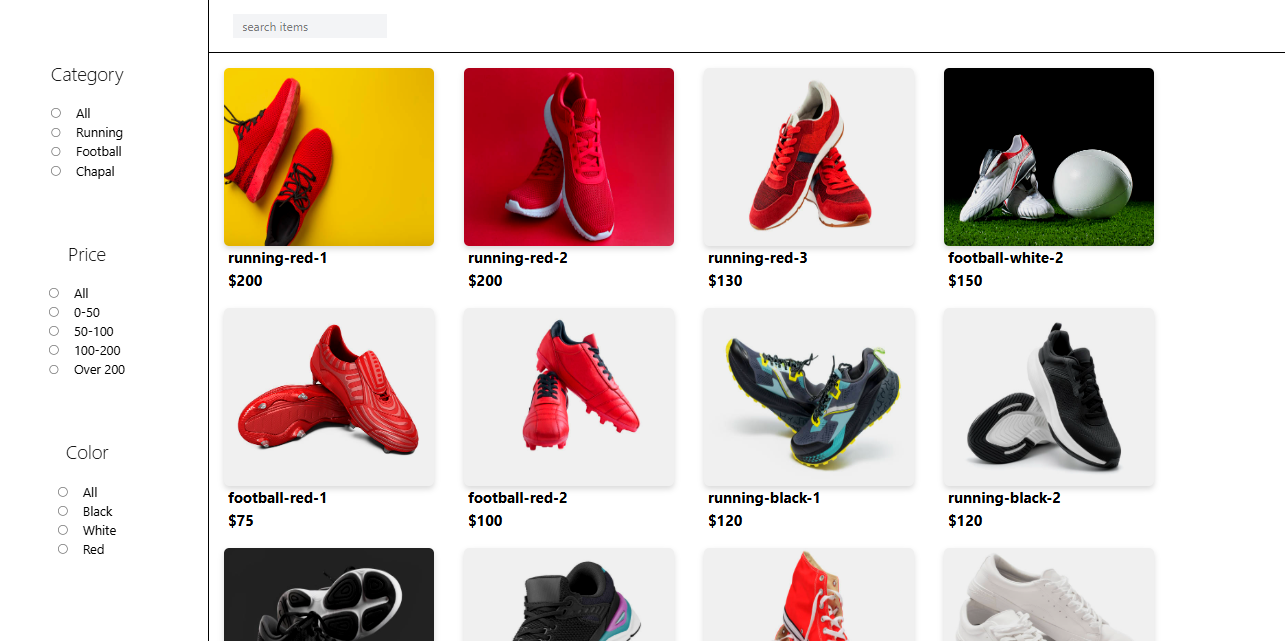 search items
Category
All
Running
Football
Chapal
Price
All
0-50
50-100
100-200
Over 200
Color
All
Black
White
Red
running-red-1
$200
running-red-2
$200
running-red-3
$130
football-white-2
$150
football-red-1
$75
football-red-2
$100
running-black-1
$120
running-black-2
$120